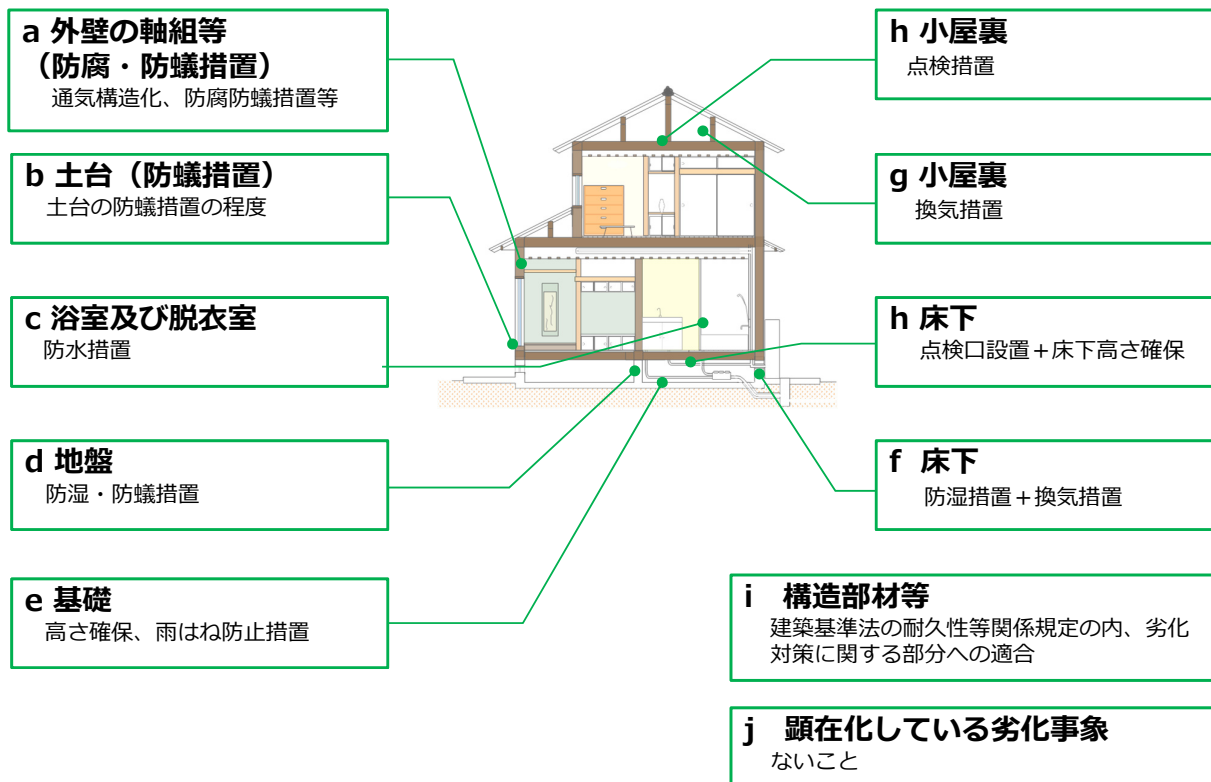 a 外壁の軸組等
（防腐・防蟻措置）
通気構造化、防腐防蟻措置等
b 土台（防蟻措置）
土台の防蟻措置の程度
c 浴室及び脱衣室
防水措置
d 地盤
防湿・防蟻措置
e 基礎
高さ確保、雨はね防止措置
h 小屋裏
点検措置
g 小屋裏
換気措置
h 床下
点検口設置＋床下高さ確保
f 床下
防湿措置＋換気措置
i 構造部材等
建築基準法の耐久性等関係規定の内、劣化
対策に関する部分への適合
j 顕在化している劣化事象
ないこと